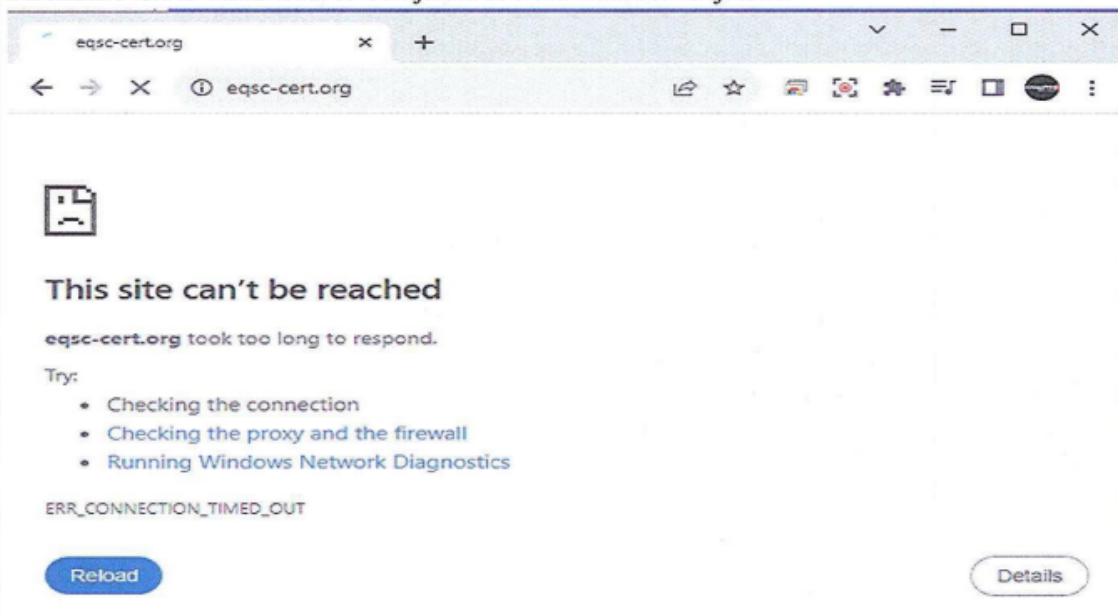 eqsc-cert.org
eqsc-cert.org
This site can't be reached
eqsc-cert.org took too long to respond.
Try:
Checking the connection
Checking the proxy and the firewall
Running Windows Network Diagnostics
ERR_CONNECTION_TIMED_OUT
Reload
Details